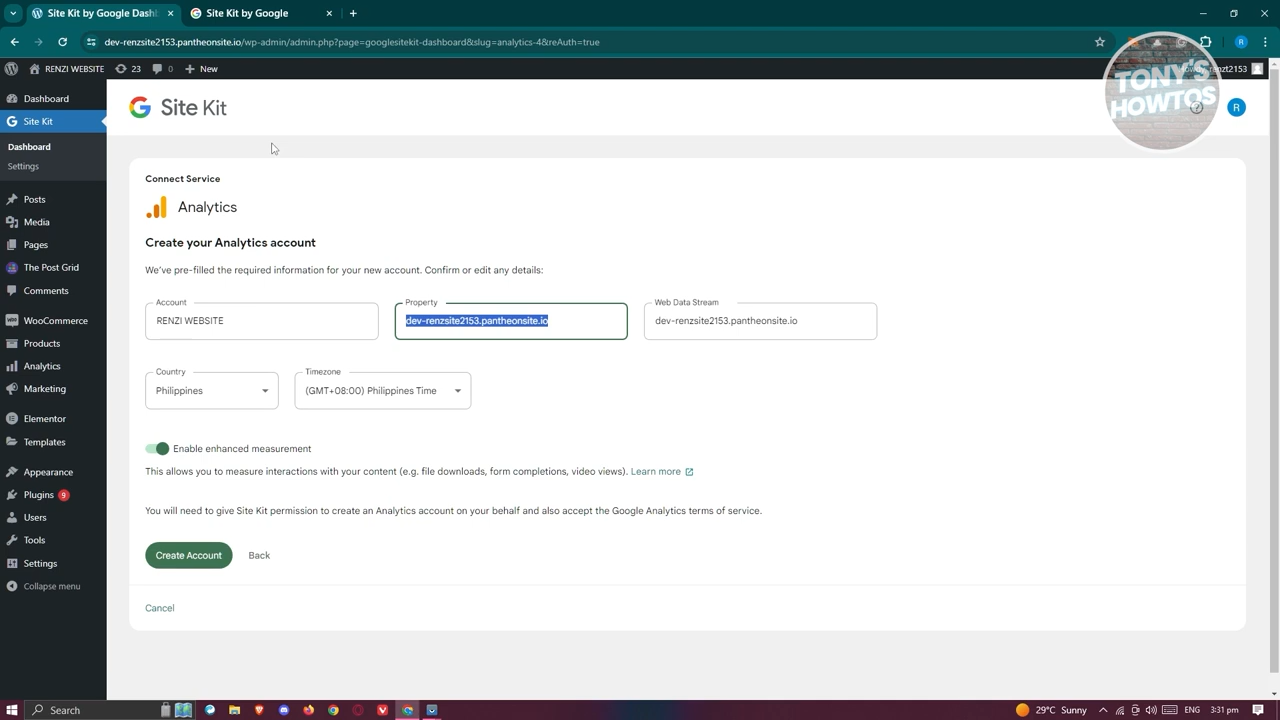 Site Kit by Google Dash
Site Kit by Google
dev-renzsite2153.pantheonsite.io/wp-admin/admin.php?page=googlesitekit-dashboard&slug=analytics-4&reAuth=true
R
RENZI WEBSITE
23
0
New
Howdy, renzt2153
TONY'S
HOWTOS
Dashboard
Site Kit
Dashboard
Settings
Posts
Media
Pages
The Post Grid
Comments
WooCommerce
Products
Analytics
Marketing
Elementor
Templates
Appearance
Plugins 9
Users
Tools
Settings
Collapse menu
Site Kit
R
Connect Service
Analytics
Create your Analytics account
We've pre-filled the required information for your new account. Confirm or edit any details:
Account
RENZI WEBSITE
Property
dev-renzsite2153.pantheonsite.io
Web Data Stream
dev-renzsite2153.pantheonsite.io
Country
Philippines
Timezone
(GMT+08:00) Philippines Time
Enable enhanced measurement
This allows you to measure interactions with your content (e.g. file downloads, form completions, video views). Learn more
You will need to give Site Kit permission to create an Analytics account on your behalf and also accept the Google Analytics terms of service.
Create Account
Back
Cancel
Search
29°C Sunny
ENG
3:31 pm